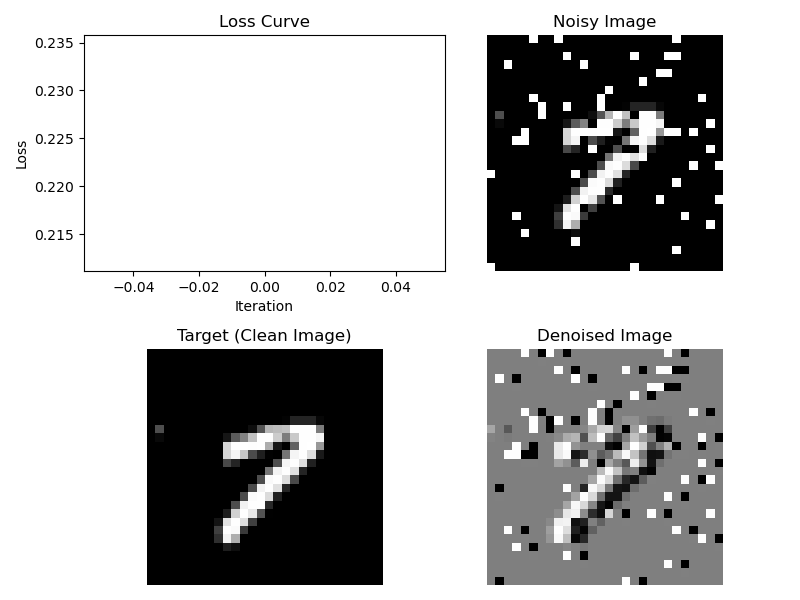 Loss Curve
Noisy Image
0.235
0.230
0.225
0.220
0.215
Loss
−0.04 −0.02 0.00 0.02 0.04
Iteration
Target (Clean Image)
Denoised Image
7